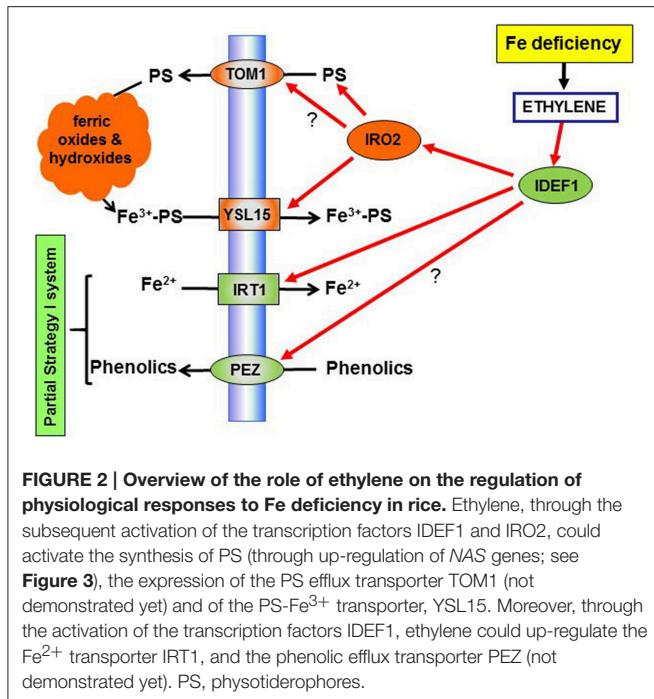 Fe deficiency
ETHYLENE
IDEF1
IRO2
PS
TOM1
PS
?
ferric
oxides &
hydroxides
Fe³⁺-PS
YSL15
Fe³⁺-PS
Partial Strategy I system
Fe²⁺
IRT1
Fe²⁺
?
Phenolics
PEZ
Phenolics
FIGURE 2 | Overview of the role of ethylene on the regulation of
physiological responses to Fe deficiency in rice. Ethylene, through the
subsequent activation of the transcription factors IDEF1 and IRO2, could
activate the synthesis of PS (through up-regulation of NAS genes; see
Figure 3), the expression of the PS efflux transporter TOM1 (not
demonstrated yet) and of the PS-Fe³⁺ transporter, YSL15. Moreover, through
the activation of the transcription factors IDEF1, ethylene could up-regulate the
Fe²⁺ transporter IRT1, and the phenolic efflux transporter PEZ (not
demonstrated yet). PS, physotiderophores.